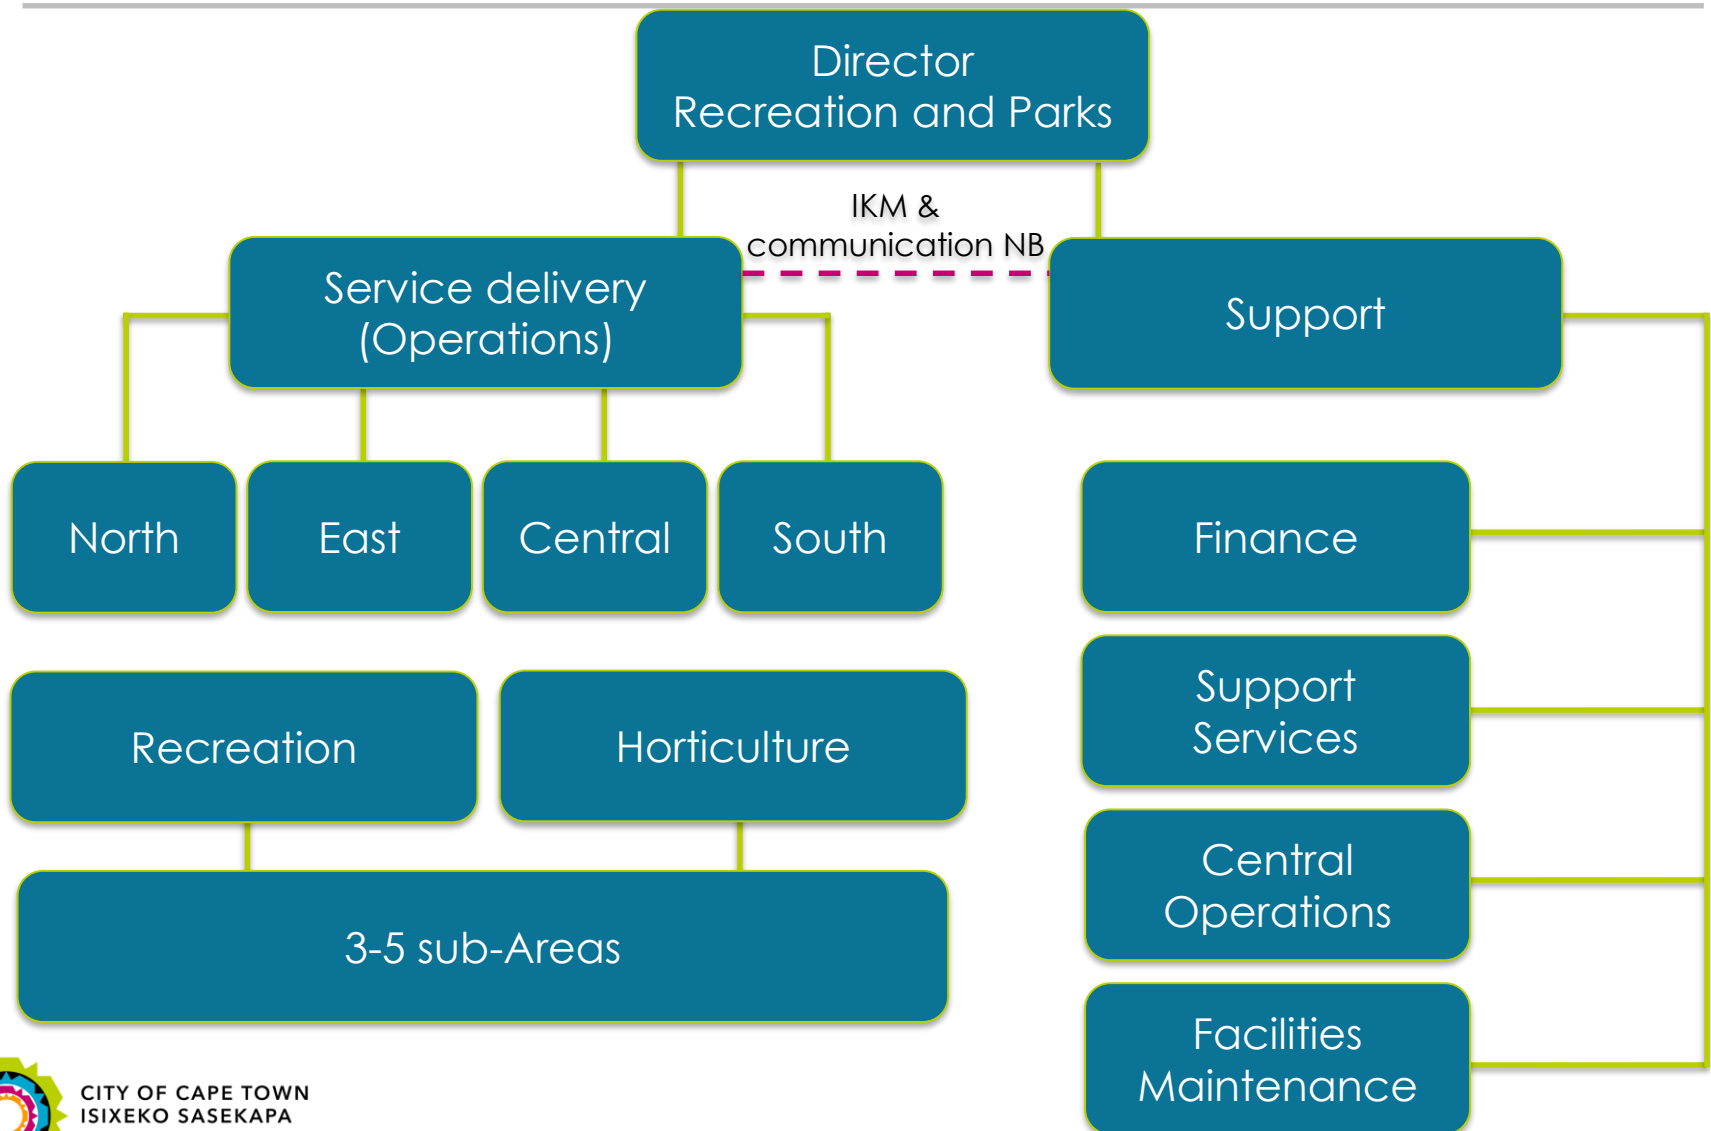 Director
Recreation and Parks
IKM &
communication NB
Service delivery
(Operations)
Support
North
East
Central
South
Finance
Support
Services
Recreation
Horticulture
Central
Operations
3-5 sub-Areas
Facilities
Maintenance
CITY OF CAPE TOWN
ISIXEKO SASEKAPA